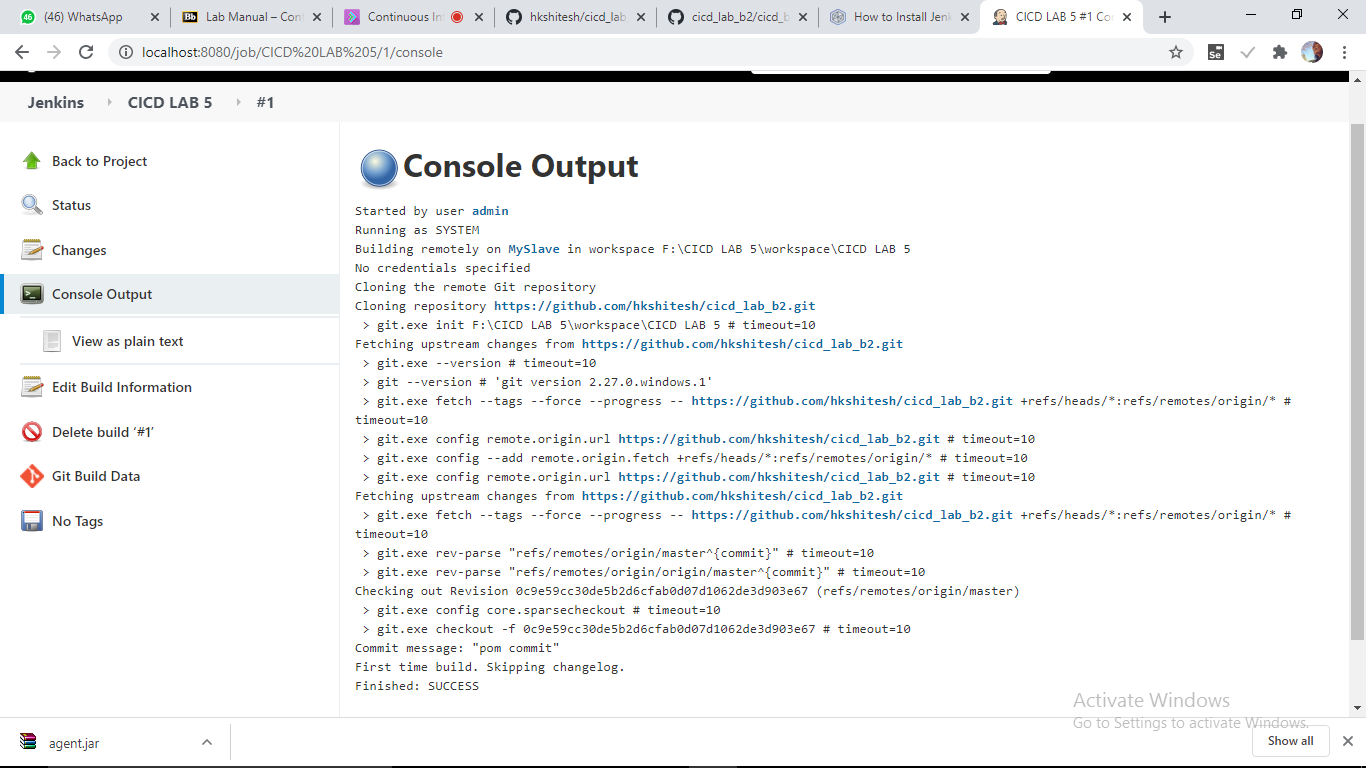 (46) WhatsApp
Lab Manual – Con
Continuous In
hkshitesh/cicd_lab
cicd_lab_b2/cicd_b
How to Install Jen
CICD LAB 5 #1 Co
localhost:8080/job/CICD%20LAB%205/1/console
Jenkins CICD LAB 5 #1
Back to Project
Status
Changes
Console Output
View as plain text
Edit Build Information
Delete build ‘#1’
Git Build Data
No Tags
Console Output
Started by user admin
Running as SYSTEM
Building remotely on MySlave in workspace F:\CICD LAB 5\workspace\CICD LAB 5
No credentials specified
Cloning the remote Git repository
Cloning repository https://github.com/hkshitesh/cicd_lab_b2.git
> git.exe init F:\CICD LAB 5\workspace\CICD LAB 5 # timeout=10
Fetching upstream changes from https://github.com/hkshitesh/cicd_lab_b2.git
> git.exe --version # timeout=10
> git --version # 'git version 2.27.0.windows.1'
> git.exe fetch --tags --force --progress -- https://github.com/hkshitesh/cicd_lab_b2.git +refs/heads/*:refs/remotes/origin/* #
timeout=10
> git.exe config remote.origin.url https://github.com/hkshitesh/cicd_lab_b2.git # timeout=10
> git.exe config --add remote.origin.fetch +refs/heads/*:refs/remotes/origin/* # timeout=10
> git.exe config remote.origin.url https://github.com/hkshitesh/cicd_lab_b2.git # timeout=10
Fetching upstream changes from https://github.com/hkshitesh/cicd_lab_b2.git
> git.exe fetch --tags --force --progress -- https://github.com/hkshitesh/cicd_lab_b2.git +refs/heads/*:refs/remotes/origin/* #
timeout=10
> git.exe rev-parse "refs/remotes/origin/master^{commit}" # timeout=10
> git.exe rev-parse "refs/remotes/origin/origin/master^{commit}" # timeout=10
Checking out Revision 0c9e59cc30de5b2d6cfab0d07d1062de3d903e67 (refs/remotes/origin/master)
> git.exe config core.sparsecheckout # timeout=10
> git.exe checkout -f 0c9e59cc30de5b2d6cfab0d07d1062de3d903e67 # timeout=10
Commit message: "pom commit"
First time build. Skipping changelog.
Finished: SUCCESS
Activate Windows
Go to Settings to activate Windows.
agent.jar
Show all